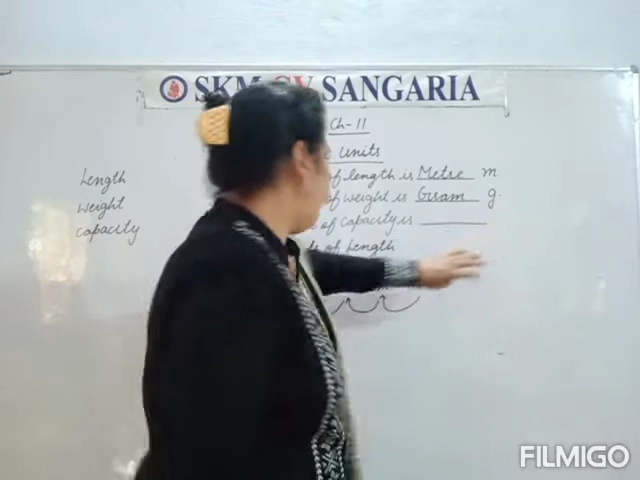 SKM GV SANGARIA
Ch-11
Units
Length of length is Metre m
Weight of weight is Gram g.
Capacity of capacity is
of Length
FILMIGO